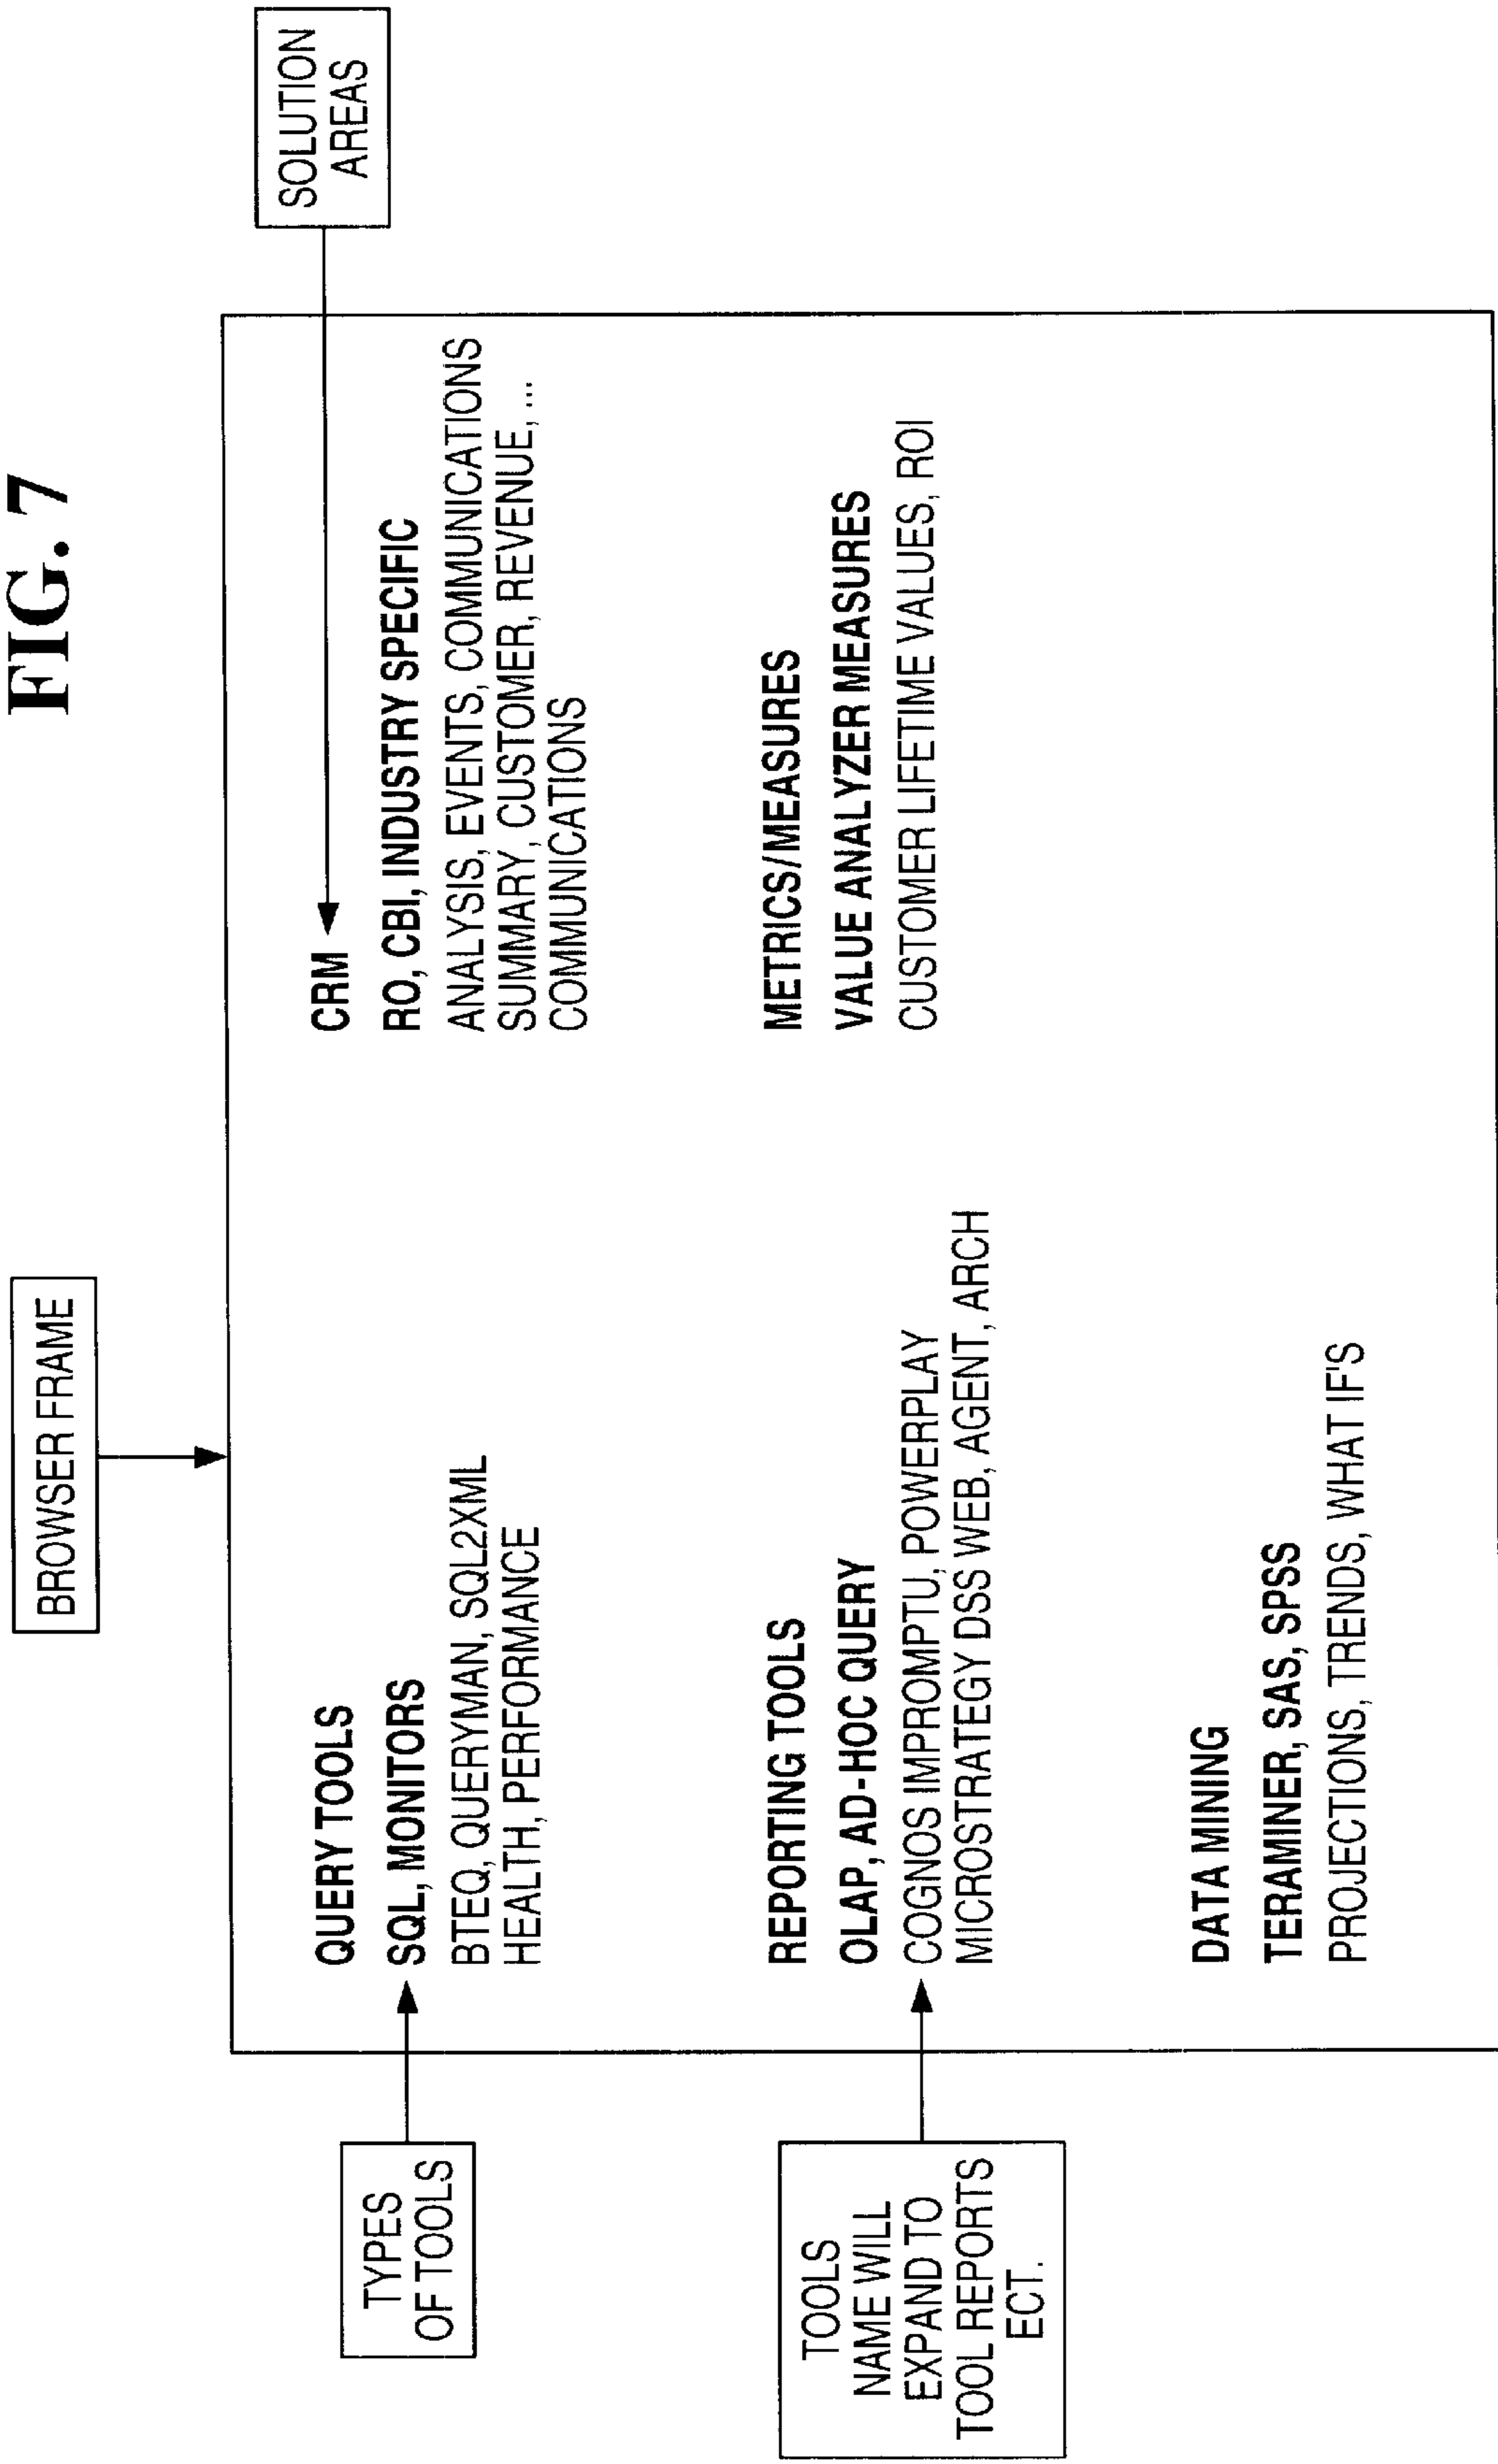 FIG. 7
BROWSER FRAME
SOLUTION
AREAS
TYPES
OF TOOLS
QUERY TOOLS
SQL, MONITORS
BTEQ, QUERYMAN, SQL2XML
HEALTH, PERFORMANCE
CRM
RO, CBI, INDUSTRY SPECIFIC
ANALYSIS, EVENTS, COMMUNICATIONS
SUMMARY, CUSTOMER, REVENUE, ...
COMMUNICATIONS
TOOLS
NAME WILL
EXPAND TO
TOOL REPORTS
ECT.
REPORTING TOOLS
OLAP, AD-HOC QUERY
COGNOS IMPROMPTU, POWERPLAY
MICROSTRATEGY DSS WEB, AGENT, ARCH
METRICS/MEASURES
VALUE ANALYZER MEASURES
CUSTOMER LIFETIME VALUES, ROI
DATA MINING
TERAMINER, SAS, SPSS
PROJECTIONS, TRENDS, WHAT IF'S